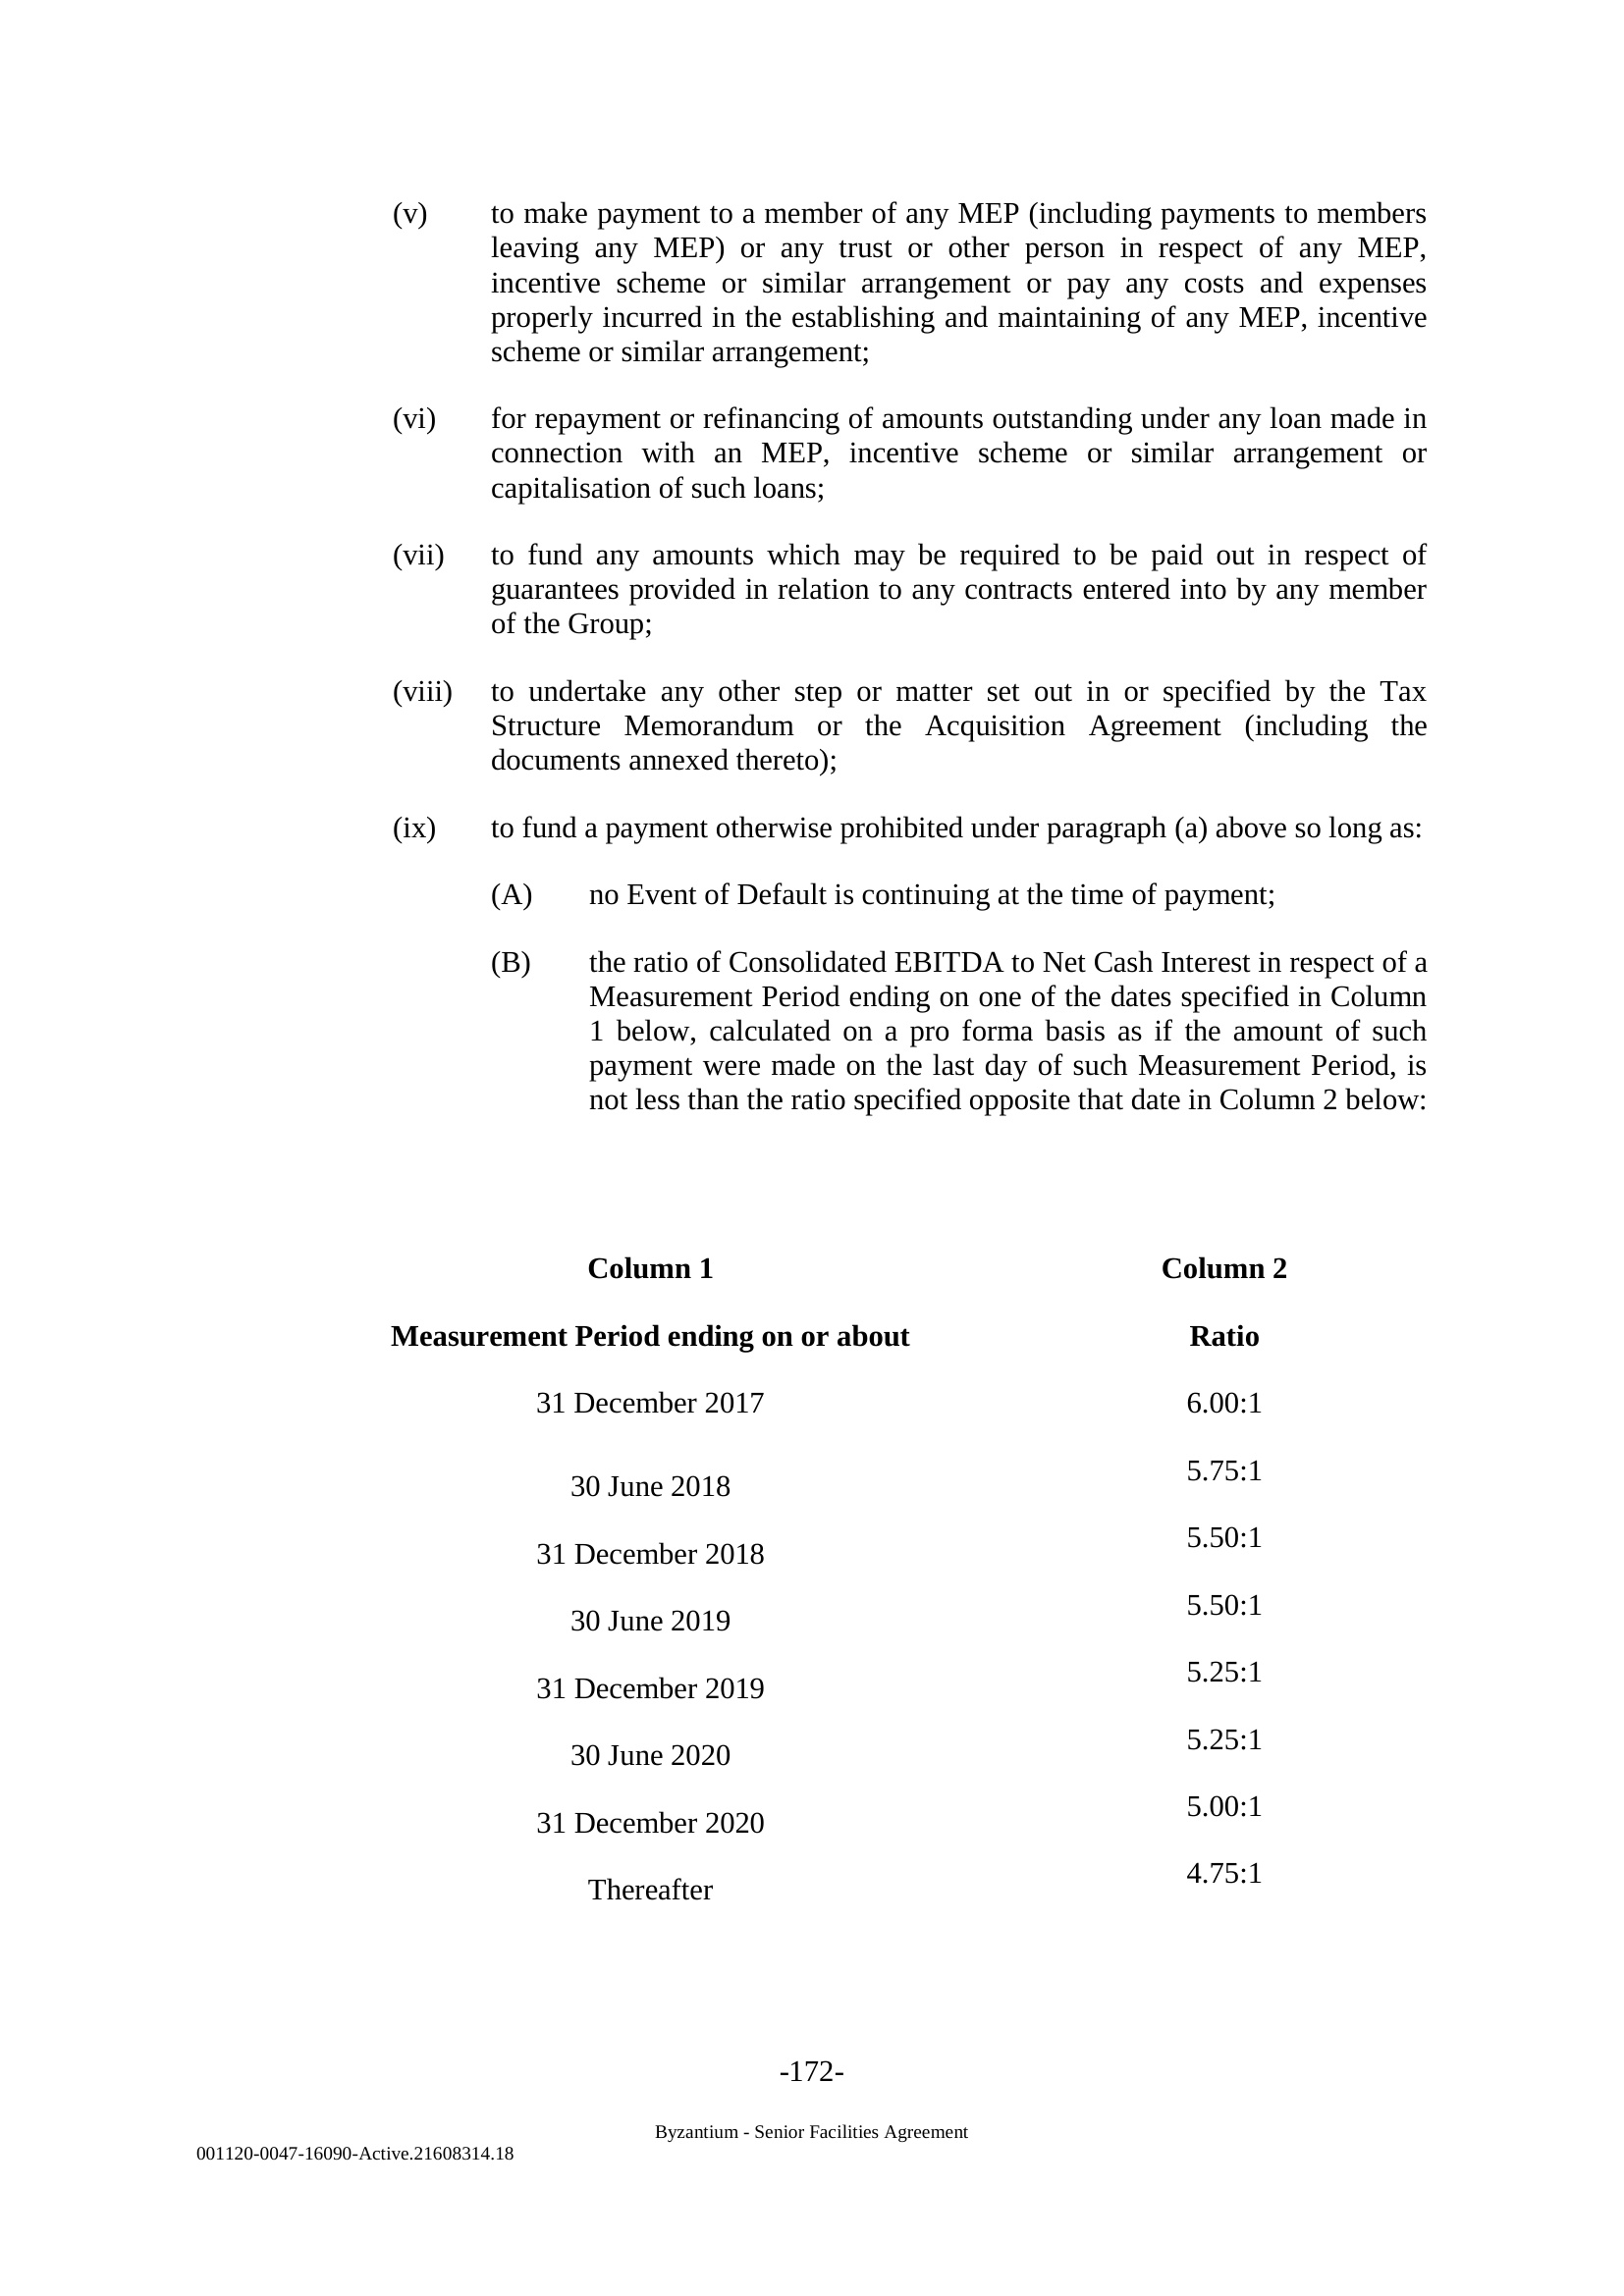 (v) to make payment to a member of any MEP (including payments to members
leaving any MEP) or any trust or other person in respect of any MEP,
incentive scheme or similar arrangement or pay any costs and expenses
properly incurred in the establishing and maintaining of any MEP, incentive
scheme or similar arrangement;
(vi) for repayment or refinancing of amounts outstanding under any loan made in
connection with an MEP, incentive scheme or similar arrangement or
capitalisation of such loans;
(vii) to fund any amounts which may be required to be paid out in respect of
guarantees provided in relation to any contracts entered into by any member
of the Group;
(viii) to undertake any other step or matter set out in or specified by the Tax
Structure Memorandum or the Acquisition Agreement (including the
documents annexed thereto);
(ix) to fund a payment otherwise prohibited under paragraph (a) above so long as:
(A) no Event of Default is continuing at the time of payment;
(B) the ratio of Consolidated EBITDA to Net Cash Interest in respect of a
Measurement Period ending on one of the dates specified in Column
1 below, calculated on a pro forma basis as if the amount of such
payment were made on the last day of such Measurement Period, is
not less than the ratio specified opposite that date in Column 2 below:
Column 1 Column 2
Measurement Period ending on or about Ratio
31 December 2017 6.00:1
30 June 2018 5.75:1
31 December 2018 5.50:1
30 June 2019 5.50:1
31 December 2019 5.25:1
30 June 2020 5.25:1
31 December 2020 5.00:1
Thereafter 4.75:1
-172-
Byzantium - Senior Facilities Agreement
001120-0047-16090-Active.21608314.18